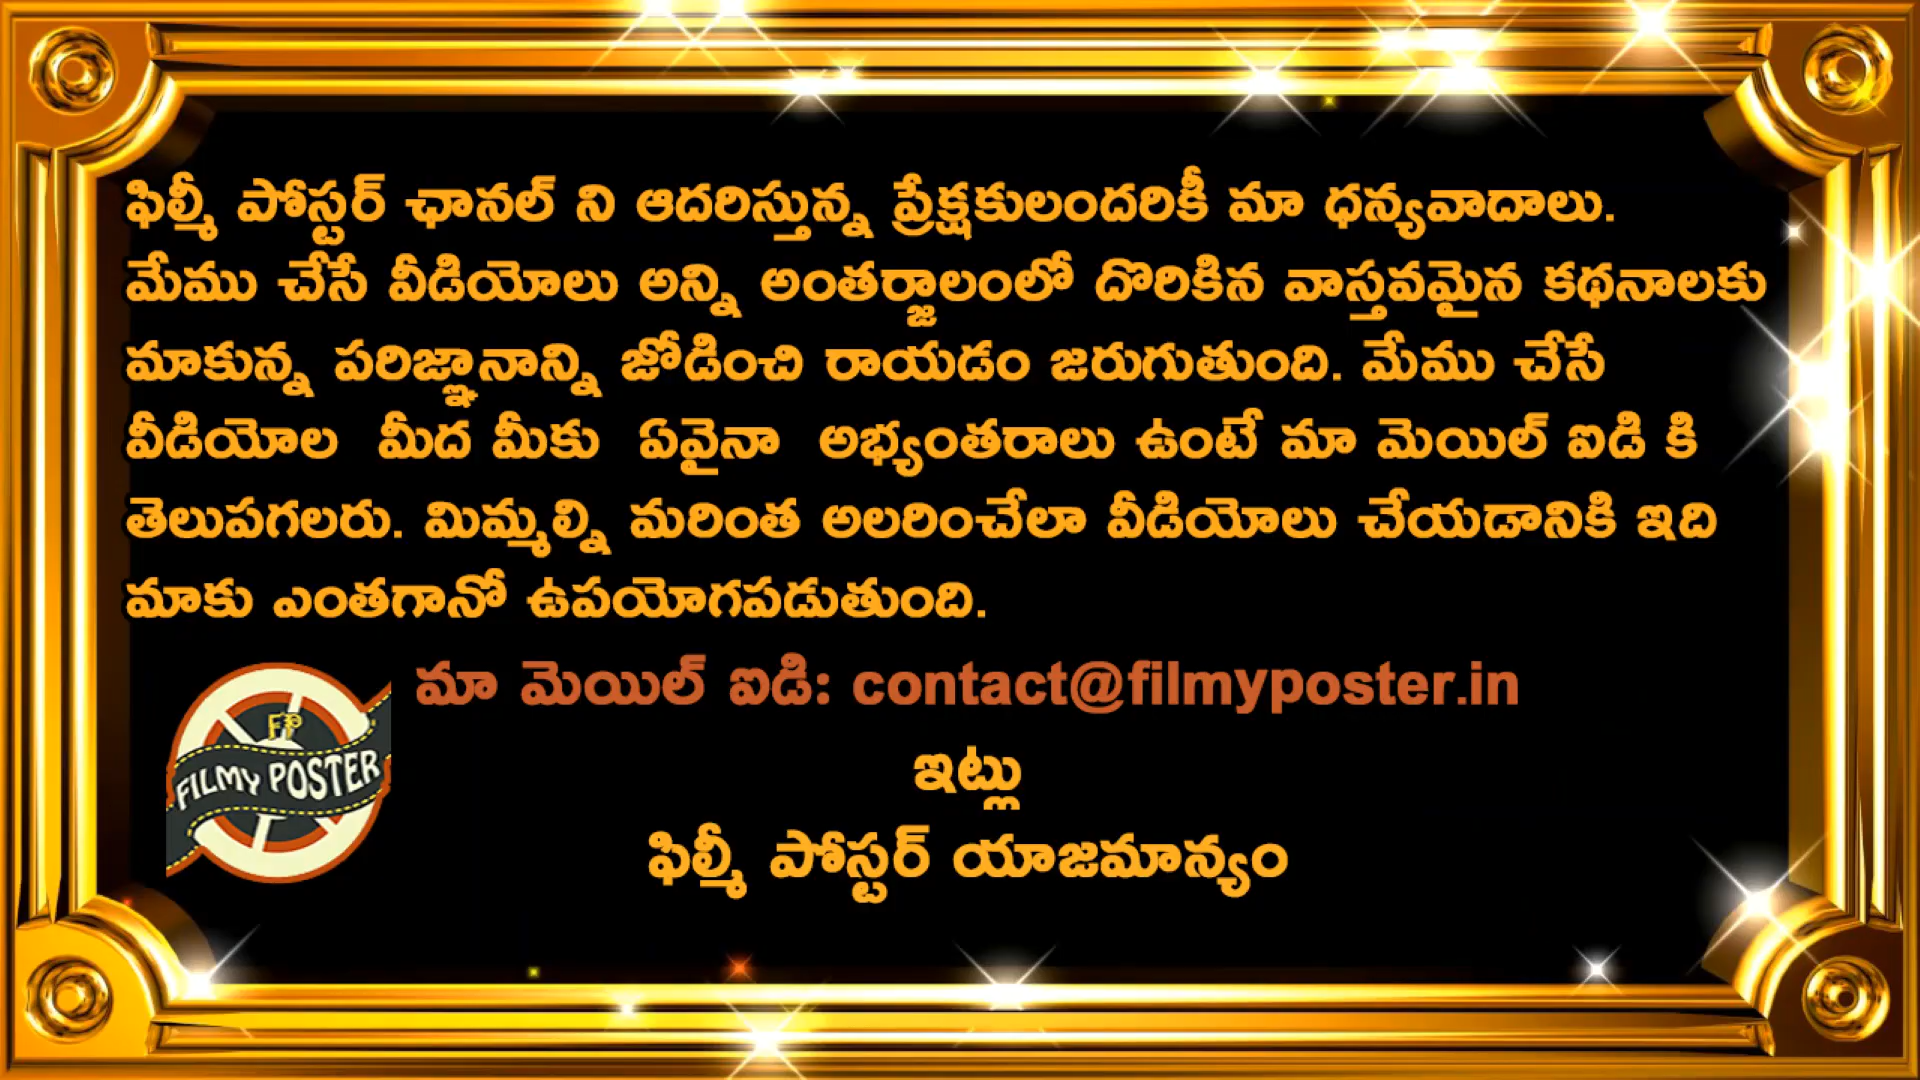 ఫిల్మీ పోస్టర్ ఛానల్ ని ఆదరిస్తున్న ప్రేక్షకులందరికీ మా ధన్యవాదాలు.
మేము చేసే వీడియోలు అన్ని అంతర్జాలంలో దొరికిన వాస్తవమైన కథనాలకు
మాకున్న పరిజ్ఞానాన్ని జోడించి రాయడం జరుగుతుంది. మేము చేసే
వీడియోల మీద మీకు ఏవైనా అభ్యంతరాలు ఉంటే మా మెయిల్ ఐడి కి
తెలుపగలరు. మిమ్మల్ని మరింత అలరించేలా వీడియోలు చేయడానికి ఇది
మాకు ఎంతగానో ఉపయోగపడుతుంది.
మా మెయిల్ ఐడి: contact@filmyposter.in
FP
FILMY POSTER
ఇట్లు
ఫిల్మీ పోస్టర్ యాజమాన్యం